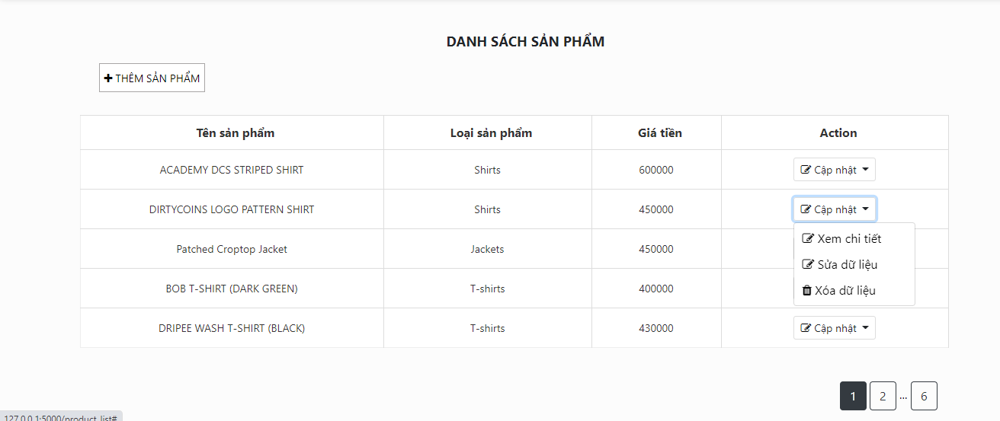 DANH SÁCH SẢN PHẨM
THÊM SẢN PHẨM
Tên sản phẩm Loại sản phẩm Giá tiền Action
ACADEMY DCS STRIPED SHIRT Shirts 600000 Cập nhật
DIRTYCOINS LOGO PATTERN SHIRT Shirts 450000 Cập nhật
Xem chi tiết
Patched Croptop Jacket Jackets 450000
Sửa dữ liệu
BOB T-SHIRT (DARK GREEN) T-shirts 400000
Xóa dữ liệu
DRIPEE WASH T-SHIRT (BLACK) T-shirts 430000 Cập nhật
1 2 ... 6
127.0.0.1:5000/product_list#